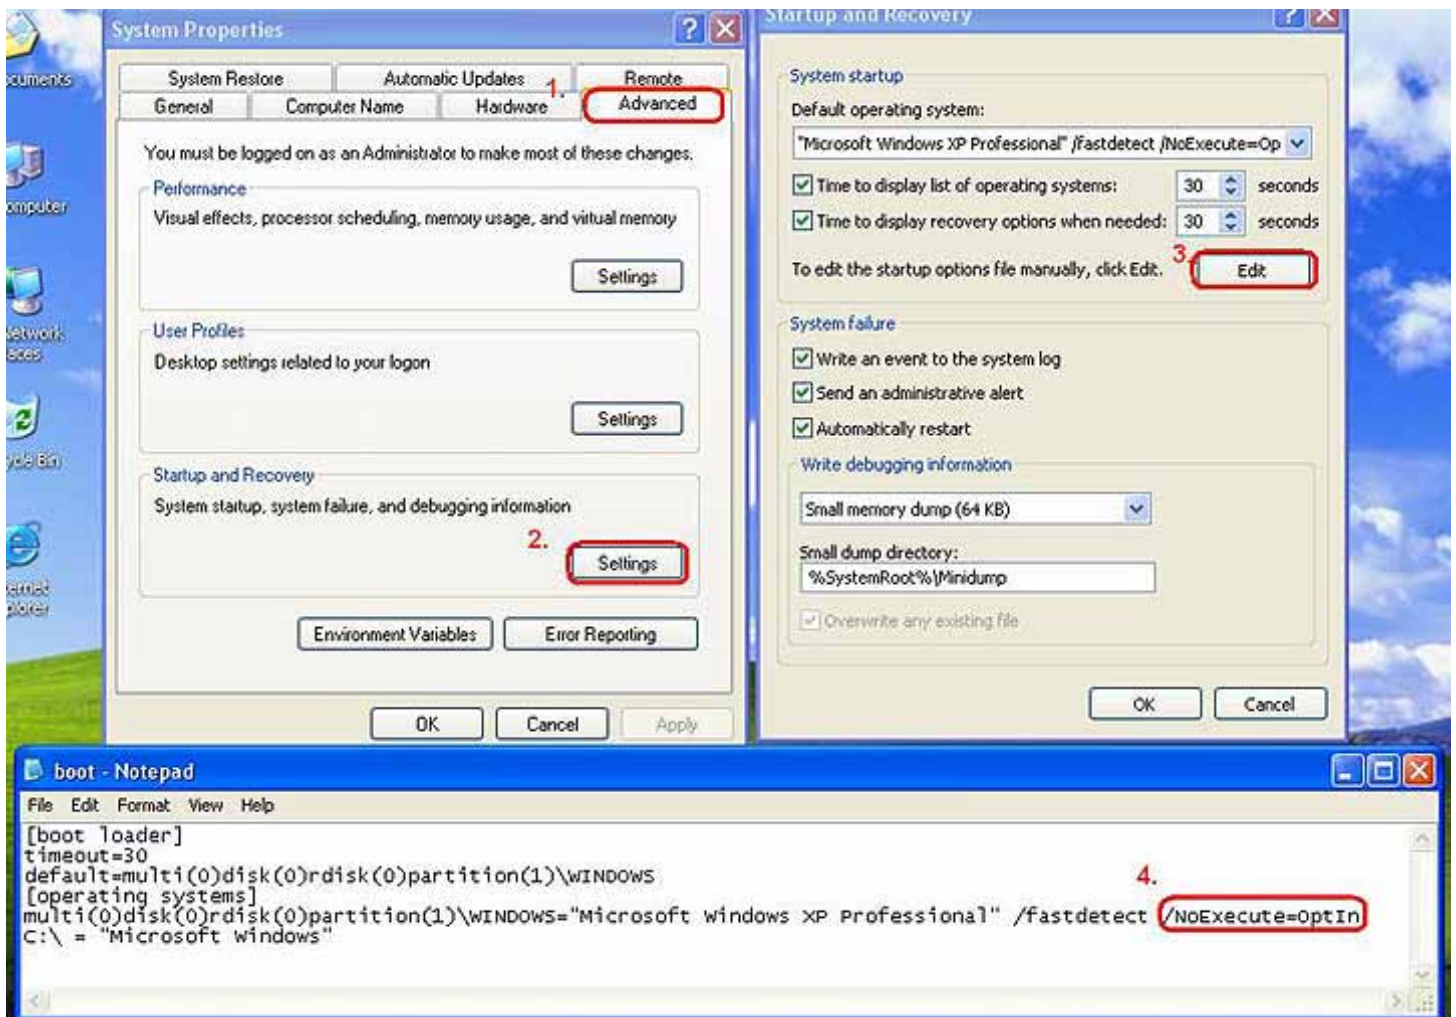 ocuments
omputer
ycle Bin
System Properties
System Restore Automatic Updates Remote
1.
General Computer Name Hardware Advanced
You must be logged on as an Administrator to make most of these changes.
Performance
Visual effects, processor scheduling, memory usage, and virtual memory
Settings
User Profiles
Desktop settings related to your logon
Settings
Startup and Recovery
System startup, system failure, and debugging information
2.
Settings
Environment Variables Error Reporting
OK Cancel Apply
Startup and Recovery
System startup
Default operating system:
"Microsoft Windows XP Professional" /fastdetect /NoExecute=Op
Time to display list of operating systems: 30 seconds
Time to display recovery options when needed: 30 seconds
3.
To edit the startup options file manually, click Edit. Edit
System failure
Write an event to the system log
Send an administrative alert
Automatically restart
Write debugging information
Small memory dump (64 KB)
Small dump directory:
%SystemRoot%\Minidump
Overwrite any existing file
OK Cancel
boot - Notepad
File Edit Format View Help
[boot loader]
timeout=30
default=multi(0)disk(0)rdisk(0)partition(1)\WINDOWS
4.
[operating systems]
multi(0)disk(0)rdisk(0)partition(1)\WINDOWS="Microsoft Windows XP Professional" /fastdetect /NoExecute=OptIn
C:\ = "Microsoft Windows"